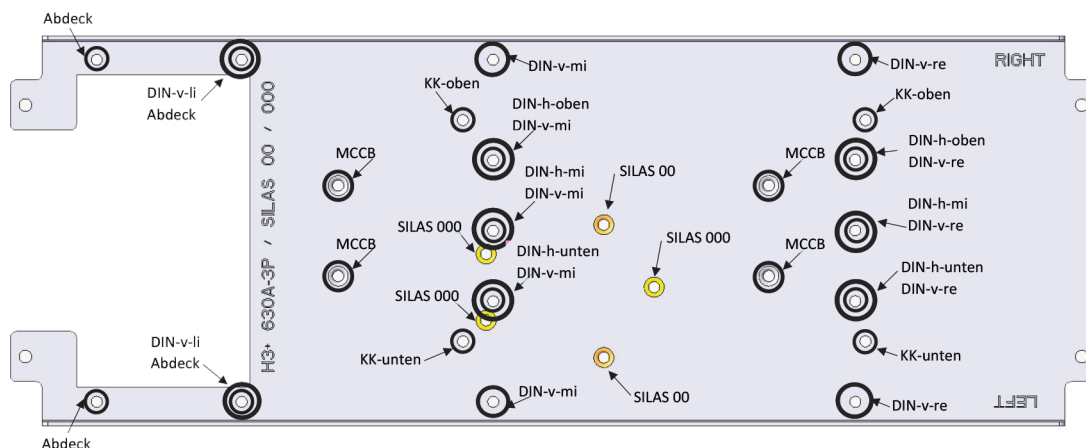 Abdeck
DIN-v-li
Abdeck
DIN-v-mi
DIN-v-re
RIGHT
KK-oben
DIN-h-oben
DIN-v-mi
KK-oben
DIN-h-oben
DIN-v-re
MCCB
DIN-h-mi
DIN-v-mi
SILAS 00
MCCB
DIN-h-mi
DIN-v-re
SILAS 000
MCCB
DIN-h-unten
DIN-v-mi
SILAS 000
MCCB
DIN-h-unten
DIN-v-re
SILAS 000
H3+ 630A-3P / SILAS 00 / 000
DIN-v-li
Abdeck
KK-unten
KK-unten
DIN-v-mi
SILAS 00
DIN-v-re
LEFT
Abdeck
Abdeck